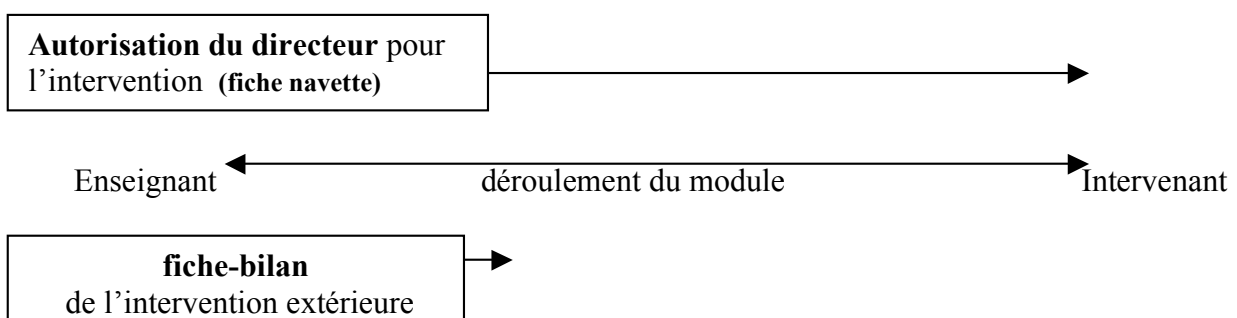 Autorisation du directeur pour
l’intervention (fiche navette)
Enseignant déroulement du module Intervenant
fiche-bilan
de l’intervention extérieure